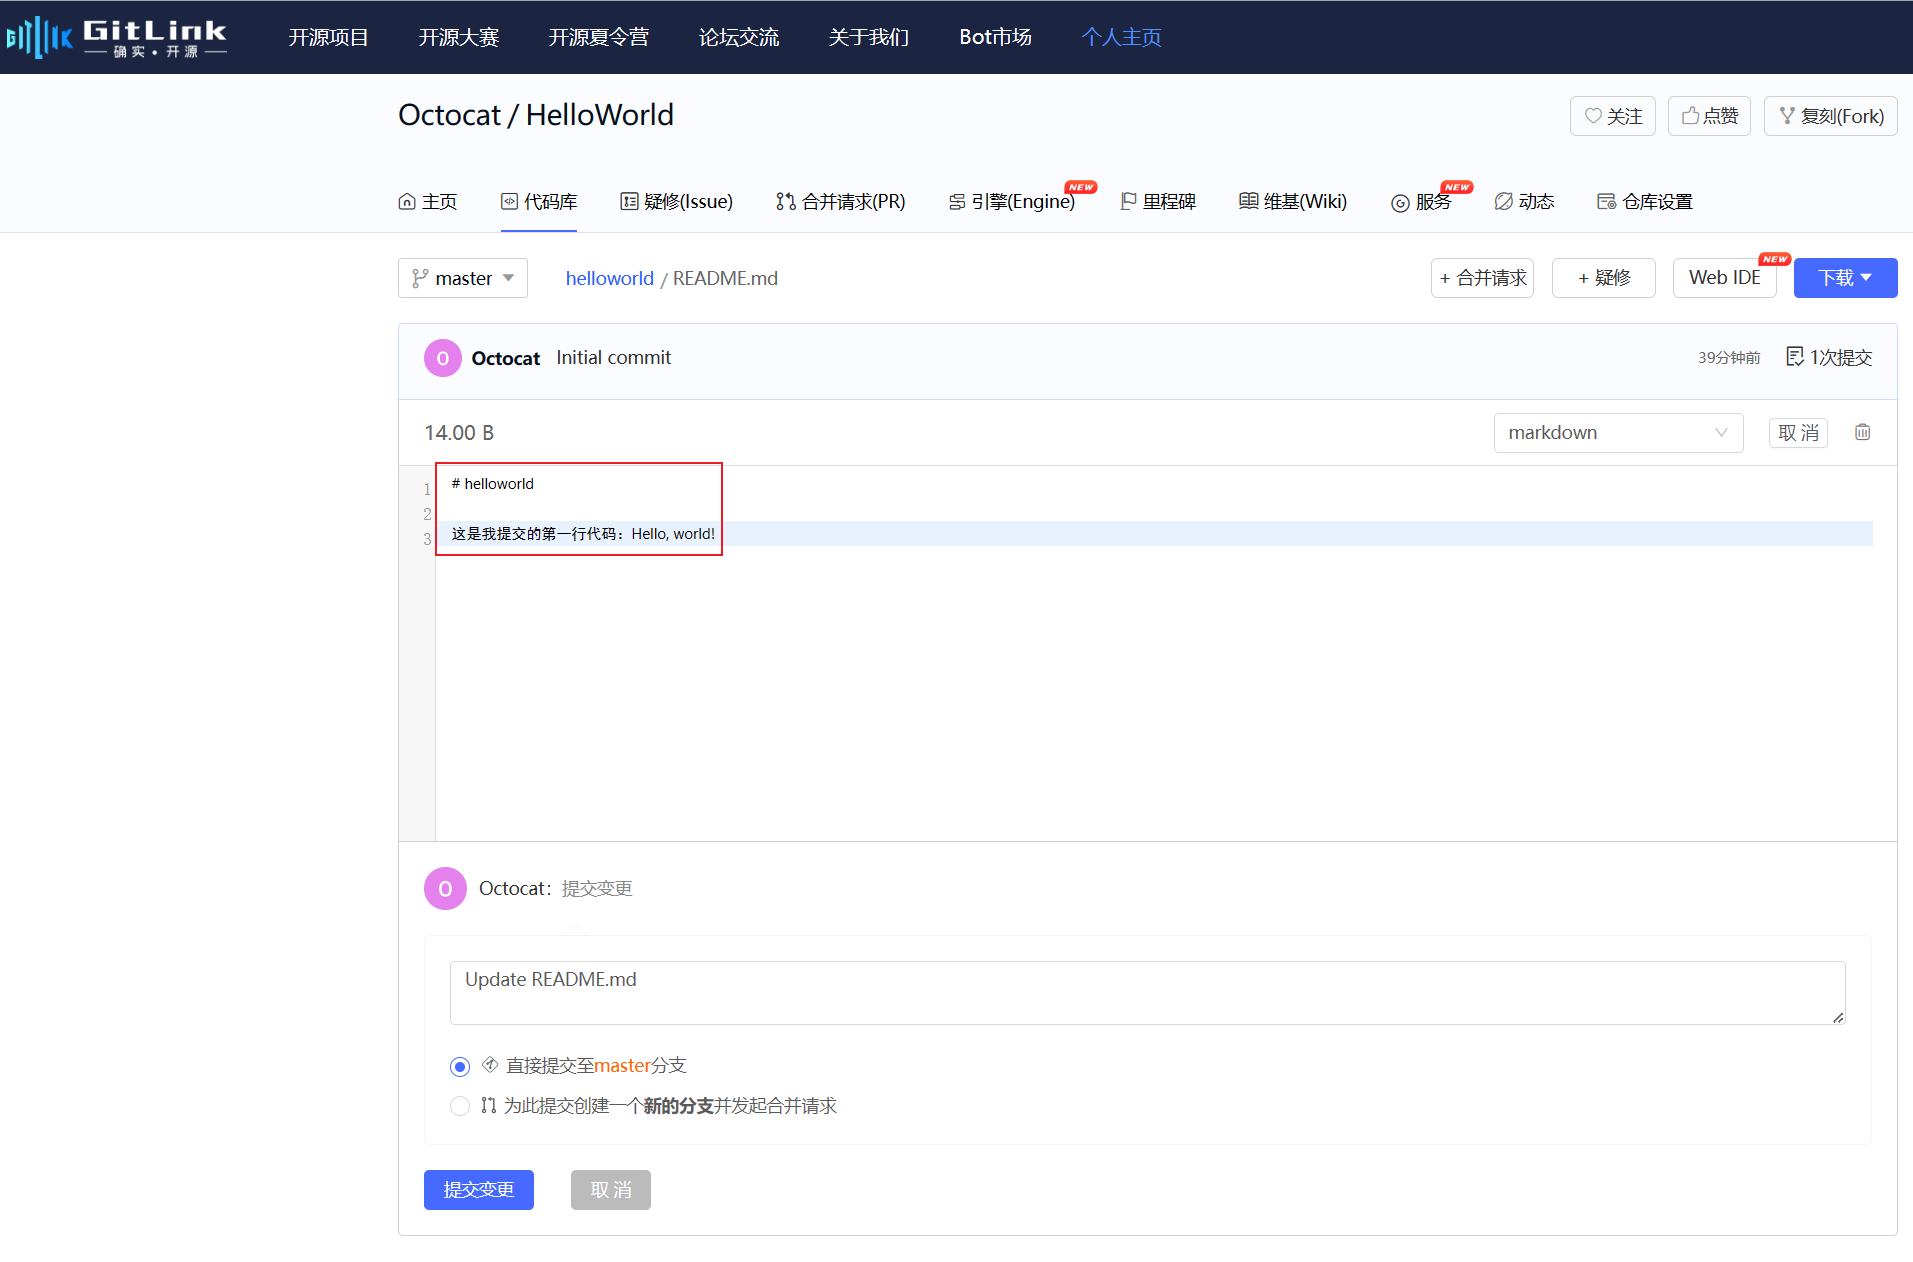 GitLink
确实·开源
开源项目 开源大赛 开源夏令营 论坛交流 关于我们 Bot市场 个人主页
Octocat / HelloWorld
关注 点赞 复刻(Fork)
主页 代码库 疑修(Issue) 合并请求(PR) 引擎(Engine) NEW 里程碑 维基(Wiki) 服务 NEW 动态 仓库设置
master helloworld / README.md + 合并请求 + 疑修 Web IDE NEW 下载
O Octocat Initial commit 39分钟前 1次提交
14.00 B markdown 取 消
1 # helloworld
2
3 这是我提交的第一行代码：Hello, world!
O Octocat：提交变更
Update README.md
直接提交至master分支
为此提交创建一个新的分支并发起合并请求
提交变更 取 消